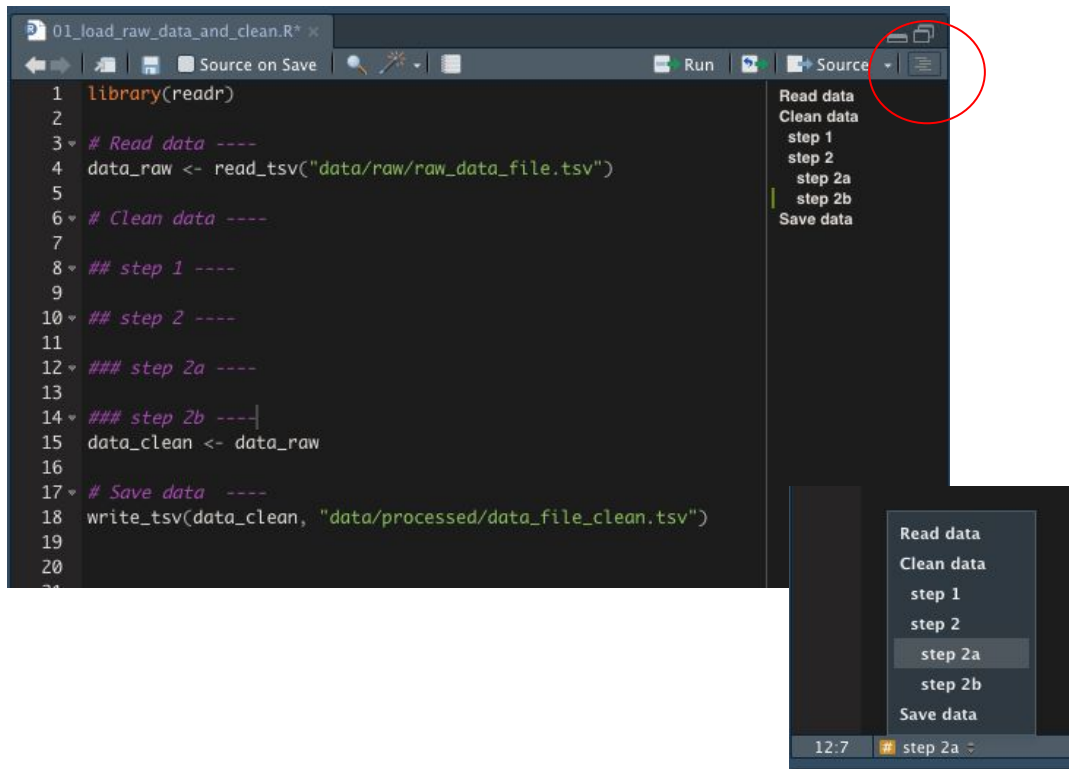 01_load_raw_data_and_clean.R*
Source on Save
Run
Source
1 library(readr)
2
3 # Read data ----
4 data_raw <- read_tsv("data/raw/raw_data_file.tsv")
5
6 # Clean data ----
7
8 ## step 1 ----
9
10 ## step 2 ----
11
12 ### step 2a ----
13
14 ### step 2b ----
15 data_clean <- data_raw
16
17 # Save data  ----
18 write_tsv(data_clean, "data/processed/data_file_clean.tsv")
19
20
Read data
Clean data
step 1
step 2
step 2a
step 2b
Save data
Read data
Clean data
step 1
step 2
step 2a
step 2b
Save data
12:7 # step 2a